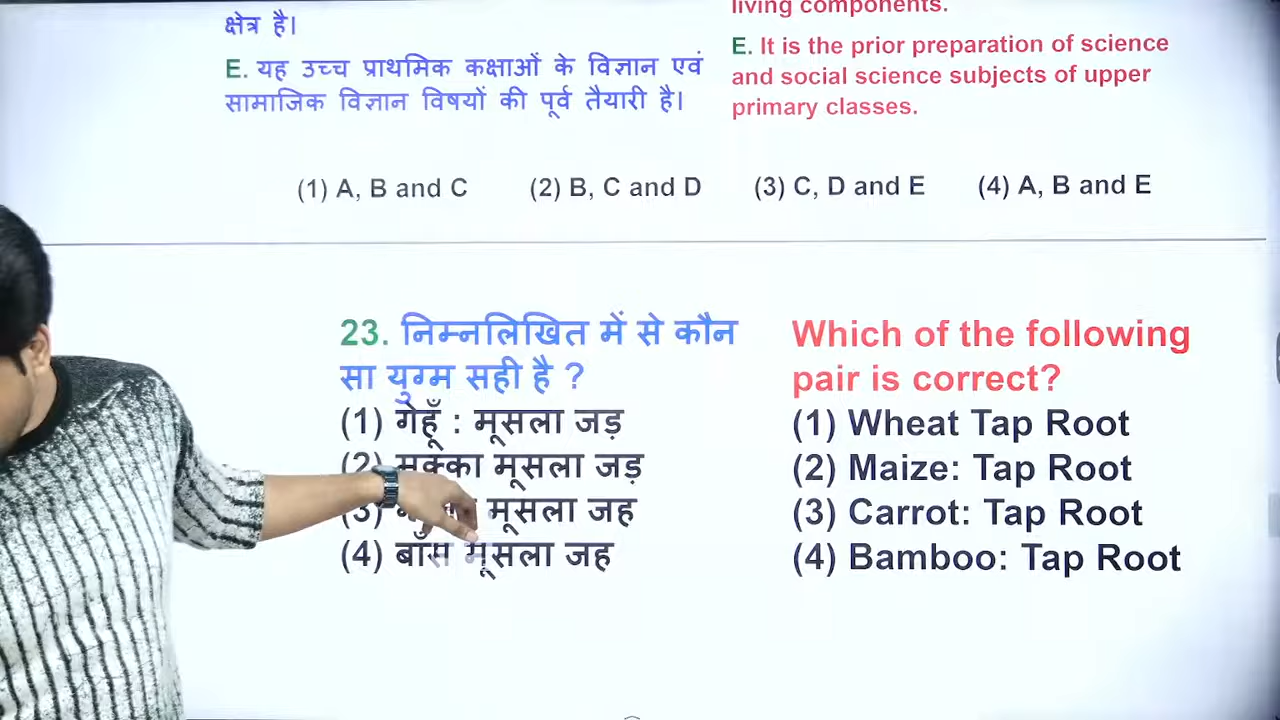 क्षेत्र है।
E. यह उच्च प्राथमिक कक्षाओं के विज्ञान एवं
सामाजिक विज्ञान विषयों की पूर्व तैयारी है।
living components.
E. It is the prior preparation of science
and social science subjects of upper
primary classes.
(1) A, B and C (2) B, C and D (3) C, D and E (4) A, B and E
23. निम्नलिखित में से कौन
सा युग्म सही है ?
(1) गेहूँ : मूसला जड़
(2) मक्का मूसला जड़
(3) मूसला जह
(4) बाँस मूसला जह
Which of the following
pair is correct?
(1) Wheat Tap Root
(2) Maize: Tap Root
(3) Carrot: Tap Root
(4) Bamboo: Tap Root